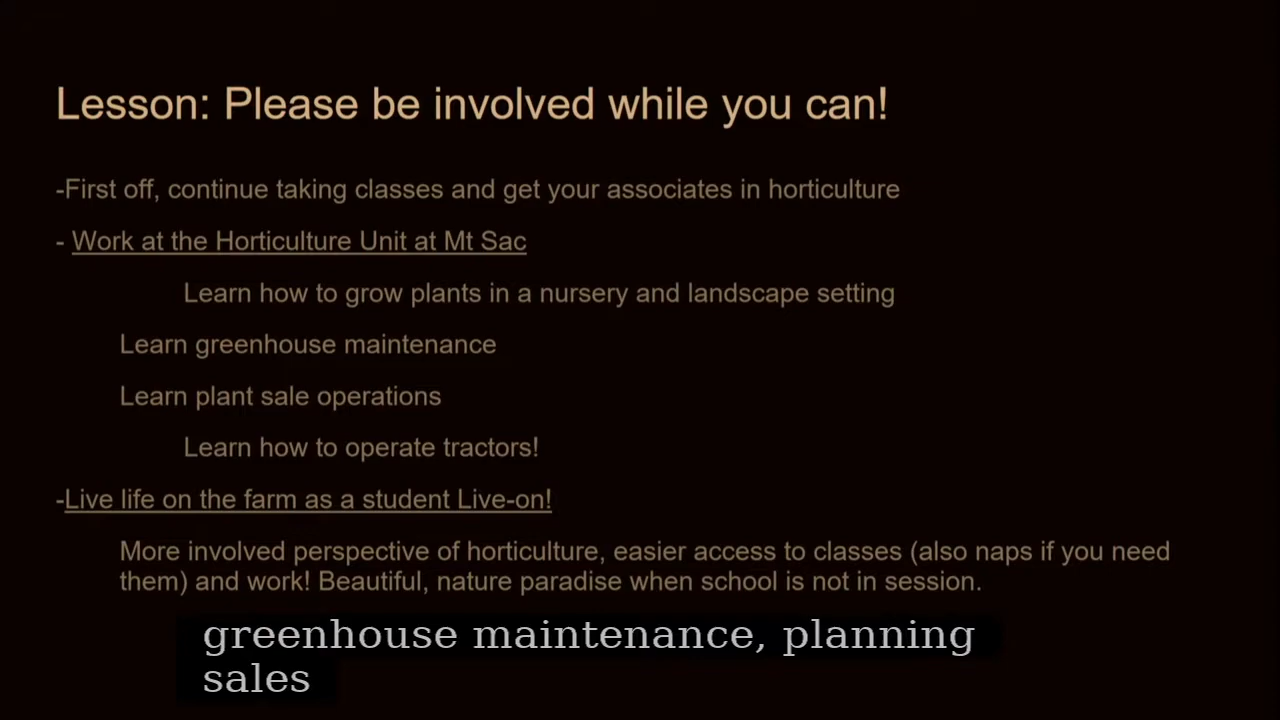 Lesson: Please be involved while you can!
-First off, continue taking classes and get your associates in horticulture
- Work at the Horticulture Unit at Mt Sac
Learn how to grow plants in a nursery and landscape setting
Learn greenhouse maintenance
Learn plant sale operations
Learn how to operate tractors!
-Live life on the farm as a student Live-on!
More involved perspective of horticulture, easier access to classes (also naps if you need
them) and work! Beautiful, nature paradise when school is not in session.
greenhouse maintenance, planning
sales